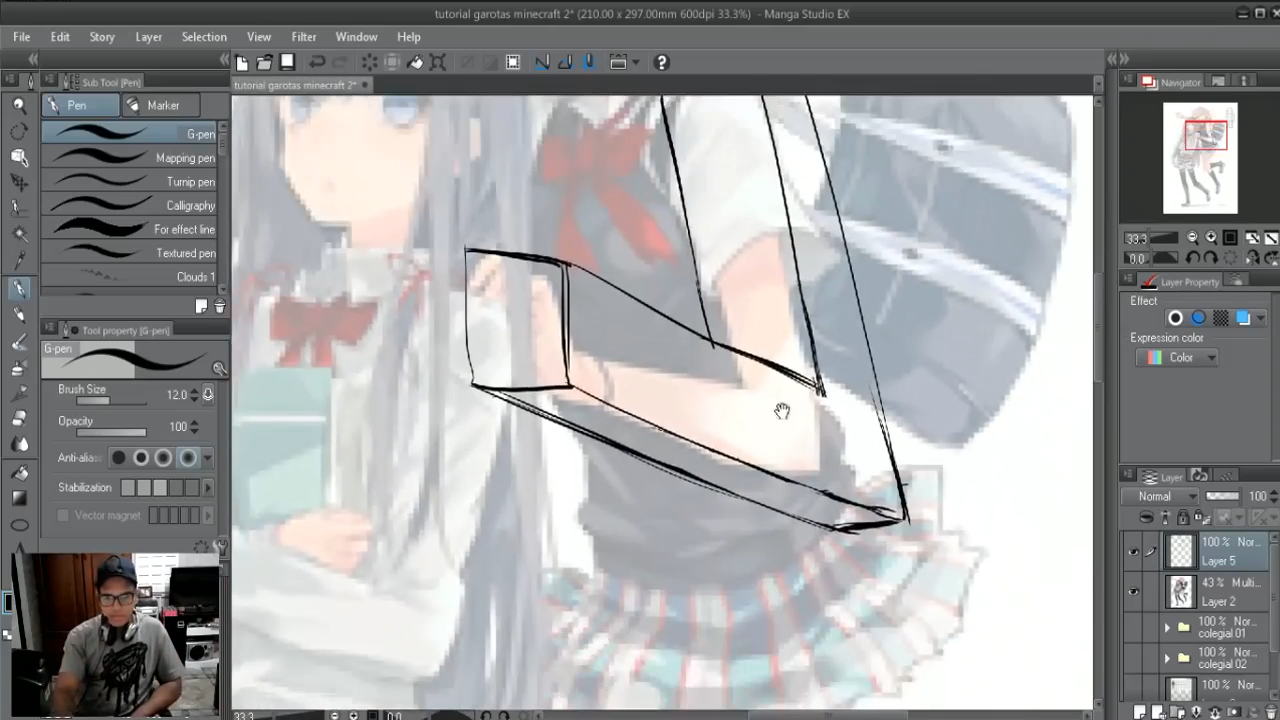 tutorial garotas minecraft 2* (210.00 x 297.00mm 600dpi 33.3%) - Manga Studio EX
File Edit Story Layer Selection View Filter Window Help
Sub Tool [Pen]
tutorial garotas minecraft 2*
Navigator
Pen Marker
G-pen
Mapping pen
Turnip pen
Calligraphy
For effect line
Textured pen
Clouds 1
33.3
0.0
Layer Property
Effect
Expression color
Color
Tool property [G-pen]
G-pen
Brush Size 12.0
Opacity 100
Anti-alias
Stabilization
Vector magnet
Layer
Normal 100
100 % Nor...
Layer 5
43 % Multi...
Layer 2
100 % Nor...
colegial 01
100 % Nor...
colegial 02
100 % Nor...
33.3 0.0